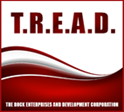 T.R.E.A.D.
THE ROCK ENTERPRISES AND DEVELOPMENT CORPORATION